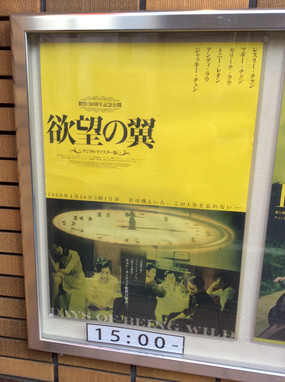 レスリー・チャン
マギー・チャン
カリーナ・ラウ
トニー・レオン
アンディ・ラウ
ジャッキー・チュン
製作30周年記念公開
欲望の翼
デジタルリマスター版
1960年4月16日3時1分前、君は僕といた。この1分を忘れない――
DAYS OF BEING WILD
15:00-